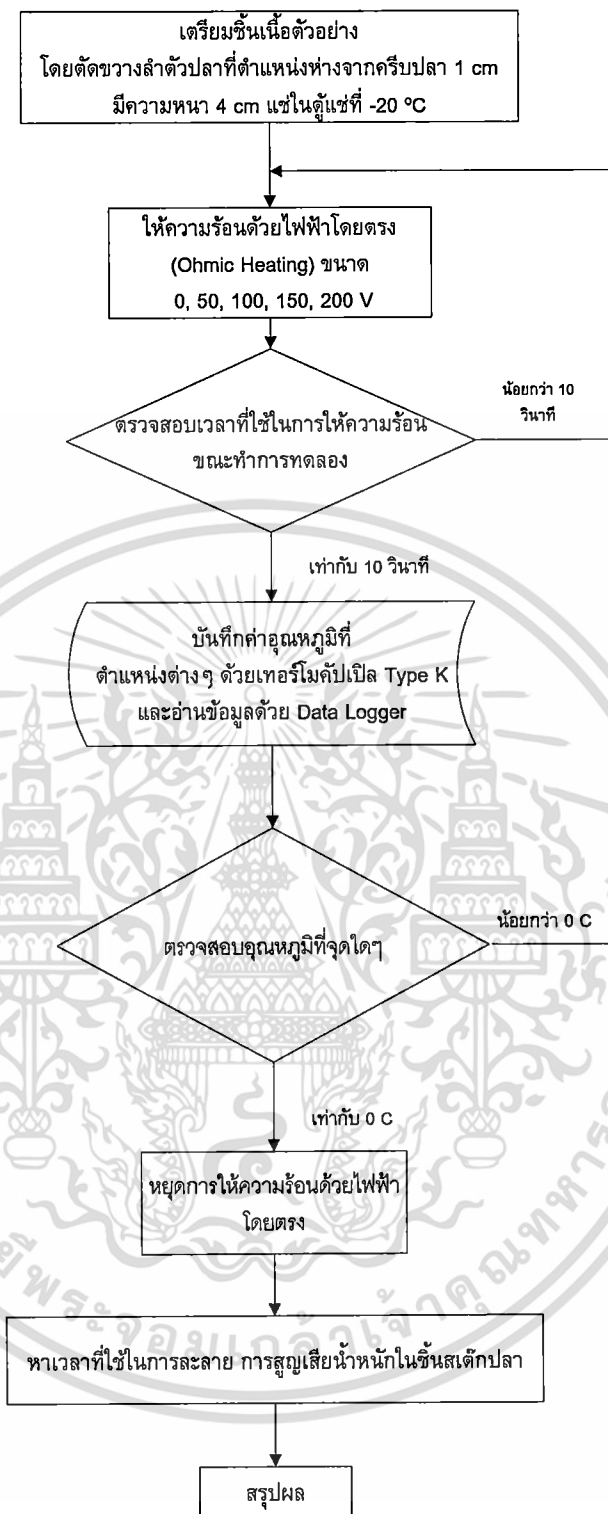 เตรียมชิ้นเนื้อตัวอย่าง
โดยตัดขวางลำตัวปลาที่ตำแหน่งห่างจากครีบปลา 1 cm
มีความหนา 4 cm แช่ในตู้แช่ที่ -20 ºC
ให้ความร้อนด้วยไฟฟ้าโดยตรง
(Ohmic Heating) ขนาด
0, 50, 100, 150, 200 V
น้อยกว่า 10
วินาที
ตรวจสอบเวลาที่ใช้ในการให้ความร้อน
ขณะทำการทดลอง
เท่ากับ 10 วินาที
บันทึกค่าอุณหภูมิที่
ตำแหน่งต่างๆ ด้วยเทอร์โมคัปเปิล Type K
และอ่านข้อมูลด้วย Data Logger
น้อยกว่า 0 C
ตรวจสอบอุณหภูมิที่จุดใดๆ
เท่ากับ 0 C
หยุดการให้ความร้อนด้วยไฟฟ้า
โดยตรง
หาเวลาที่ใช้ในการละลาย การสูญเสียน้ำหนักในชิ้นสเต๊กปลา
สรุปผล